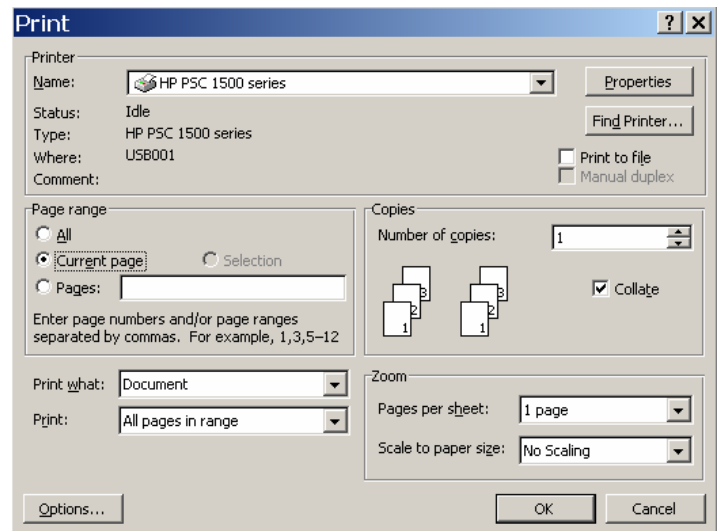 Print
Printer
Name: HP PSC 1500 series Properties
Status: Idle Find Printer...
Type: HP PSC 1500 series
Where: USB001 Print to file
Comment: Manual duplex
Page range
All
Current page Selection
Pages:
Enter page numbers and/or page ranges
separated by commas. For example, 1,3,5–12
Copies
Number of copies: 1
3 3
2 2
1 1
Collate
Print what: Document
Print: All pages in range
Zoom
Pages per sheet: 1 page
Scale to paper size: No Scaling
Options... OK Cancel